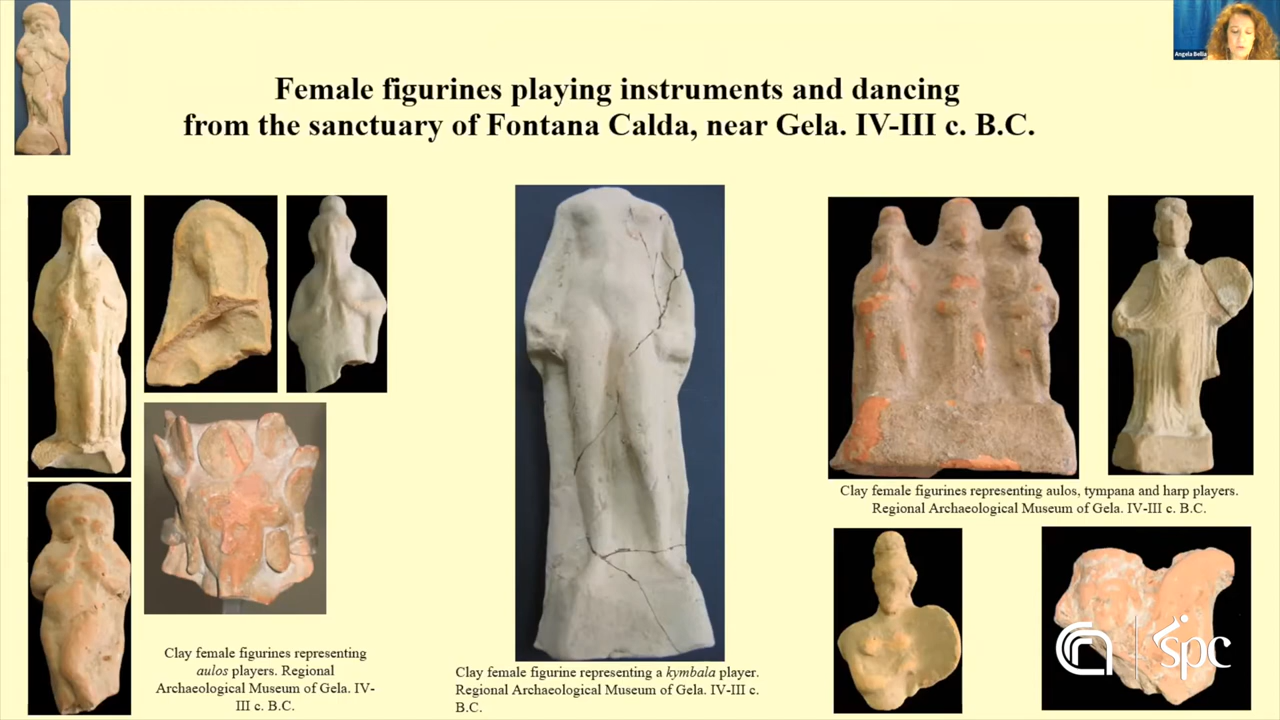 Angela Bellia
Female figurines playing instruments and dancing
from the sanctuary of Fontana Calda, near Gela. IV-III c. B.C.
Clay female figurines representing aulos, tympana and harp players.
Regional Archaeological Museum of Gela. IV-III c. B.C.
Clay female figurines representing
aulos players. Regional
Archaeological Museum of Gela. IV-
III c. B.C.
Clay female figurine representing a kymbala player.
Regional Archaeological Museum of Gela. IV-III c.
B.C.
spc